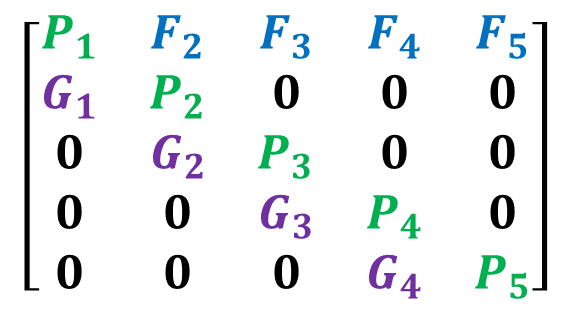 P₁ F₂ F₃ F₄ F₅
G₁ P₂ 0 0 0
0 G₂ P₃ 0 0
0 0 G₃ P₄ 0
0 0 0 G₄ P₅